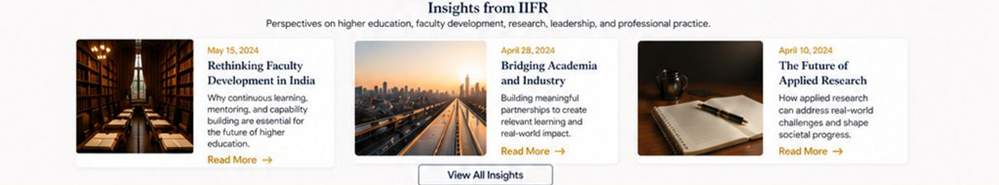 Insights from IIFR
Perspectives on higher education, faculty development, research, leadership, and professional practice.
May 15, 2024
Rethinking Faculty
Development in India
Why continuous learning,
mentoring, and capability
building are essential for
the future of higher
education.
Read More →
April 28, 2024
Bridging Academia
and Industry
Building meaningful
partnerships to create
relevant learning and
real-world impact.
Read More →
April 10, 2024
The Future of
Applied Research
How applied research
can address real-world
challenges and shape
societal progress.
Read More →
View All Insights